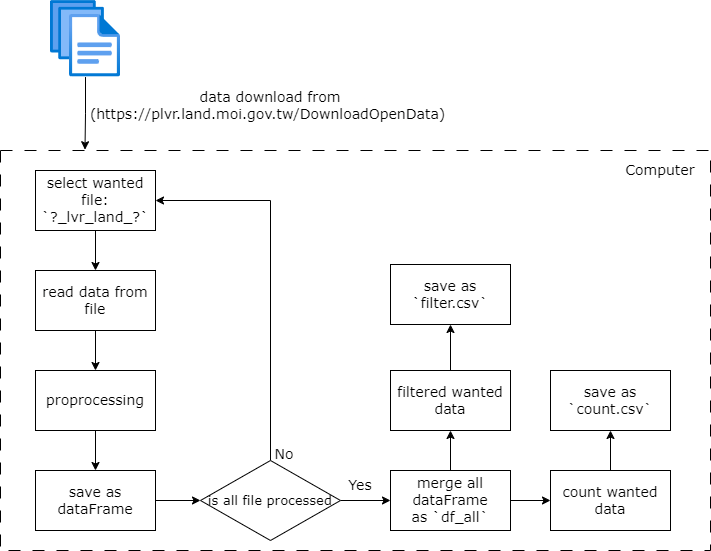 data download from
(https://plvr.land.moi.gov.tw/DownloadOpenData)
Computer
select wanted
file:
`?_lvr_land_?`
read data from
file
proprocessing
save as
dataFrame
is all file processed
No
Yes
merge all
dataFrame
as `df_all`
filtered wanted
data
save as
`filter.csv`
count wanted
data
save as
`count.csv`